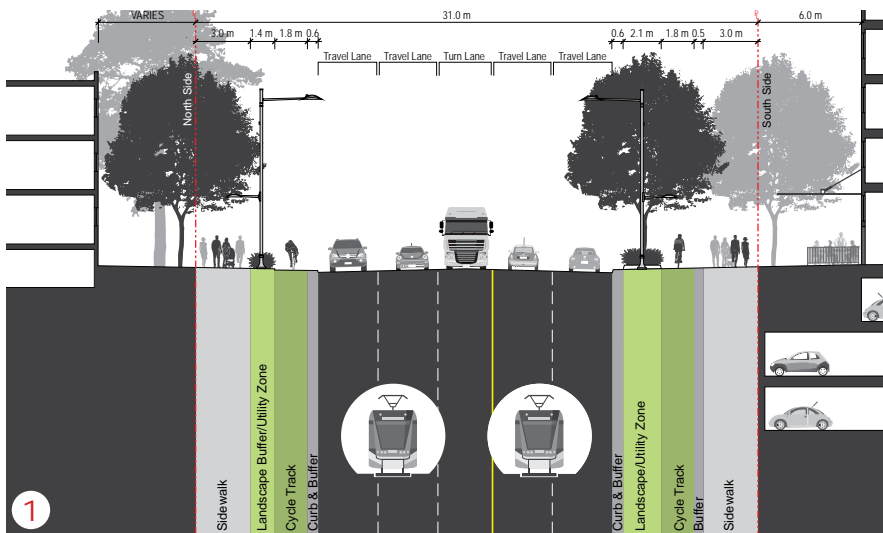 VARIES
31.0 m
6.0 m
3.0 m
1.4 m
1.8 m
0.6
0.6
2.1 m
1.8 m
0.5
3.0 m
Travel Lane
Travel Lane
Turn Lane
Travel Lane
Travel Lane
North Side
South Side
Sidewalk
Landscape Buffer/Utility Zone
Cycle Track
Curb & Buffer
Curb & Buffer
Landscape/Utility Zone
Cycle Track
Buffer
Sidewalk
1